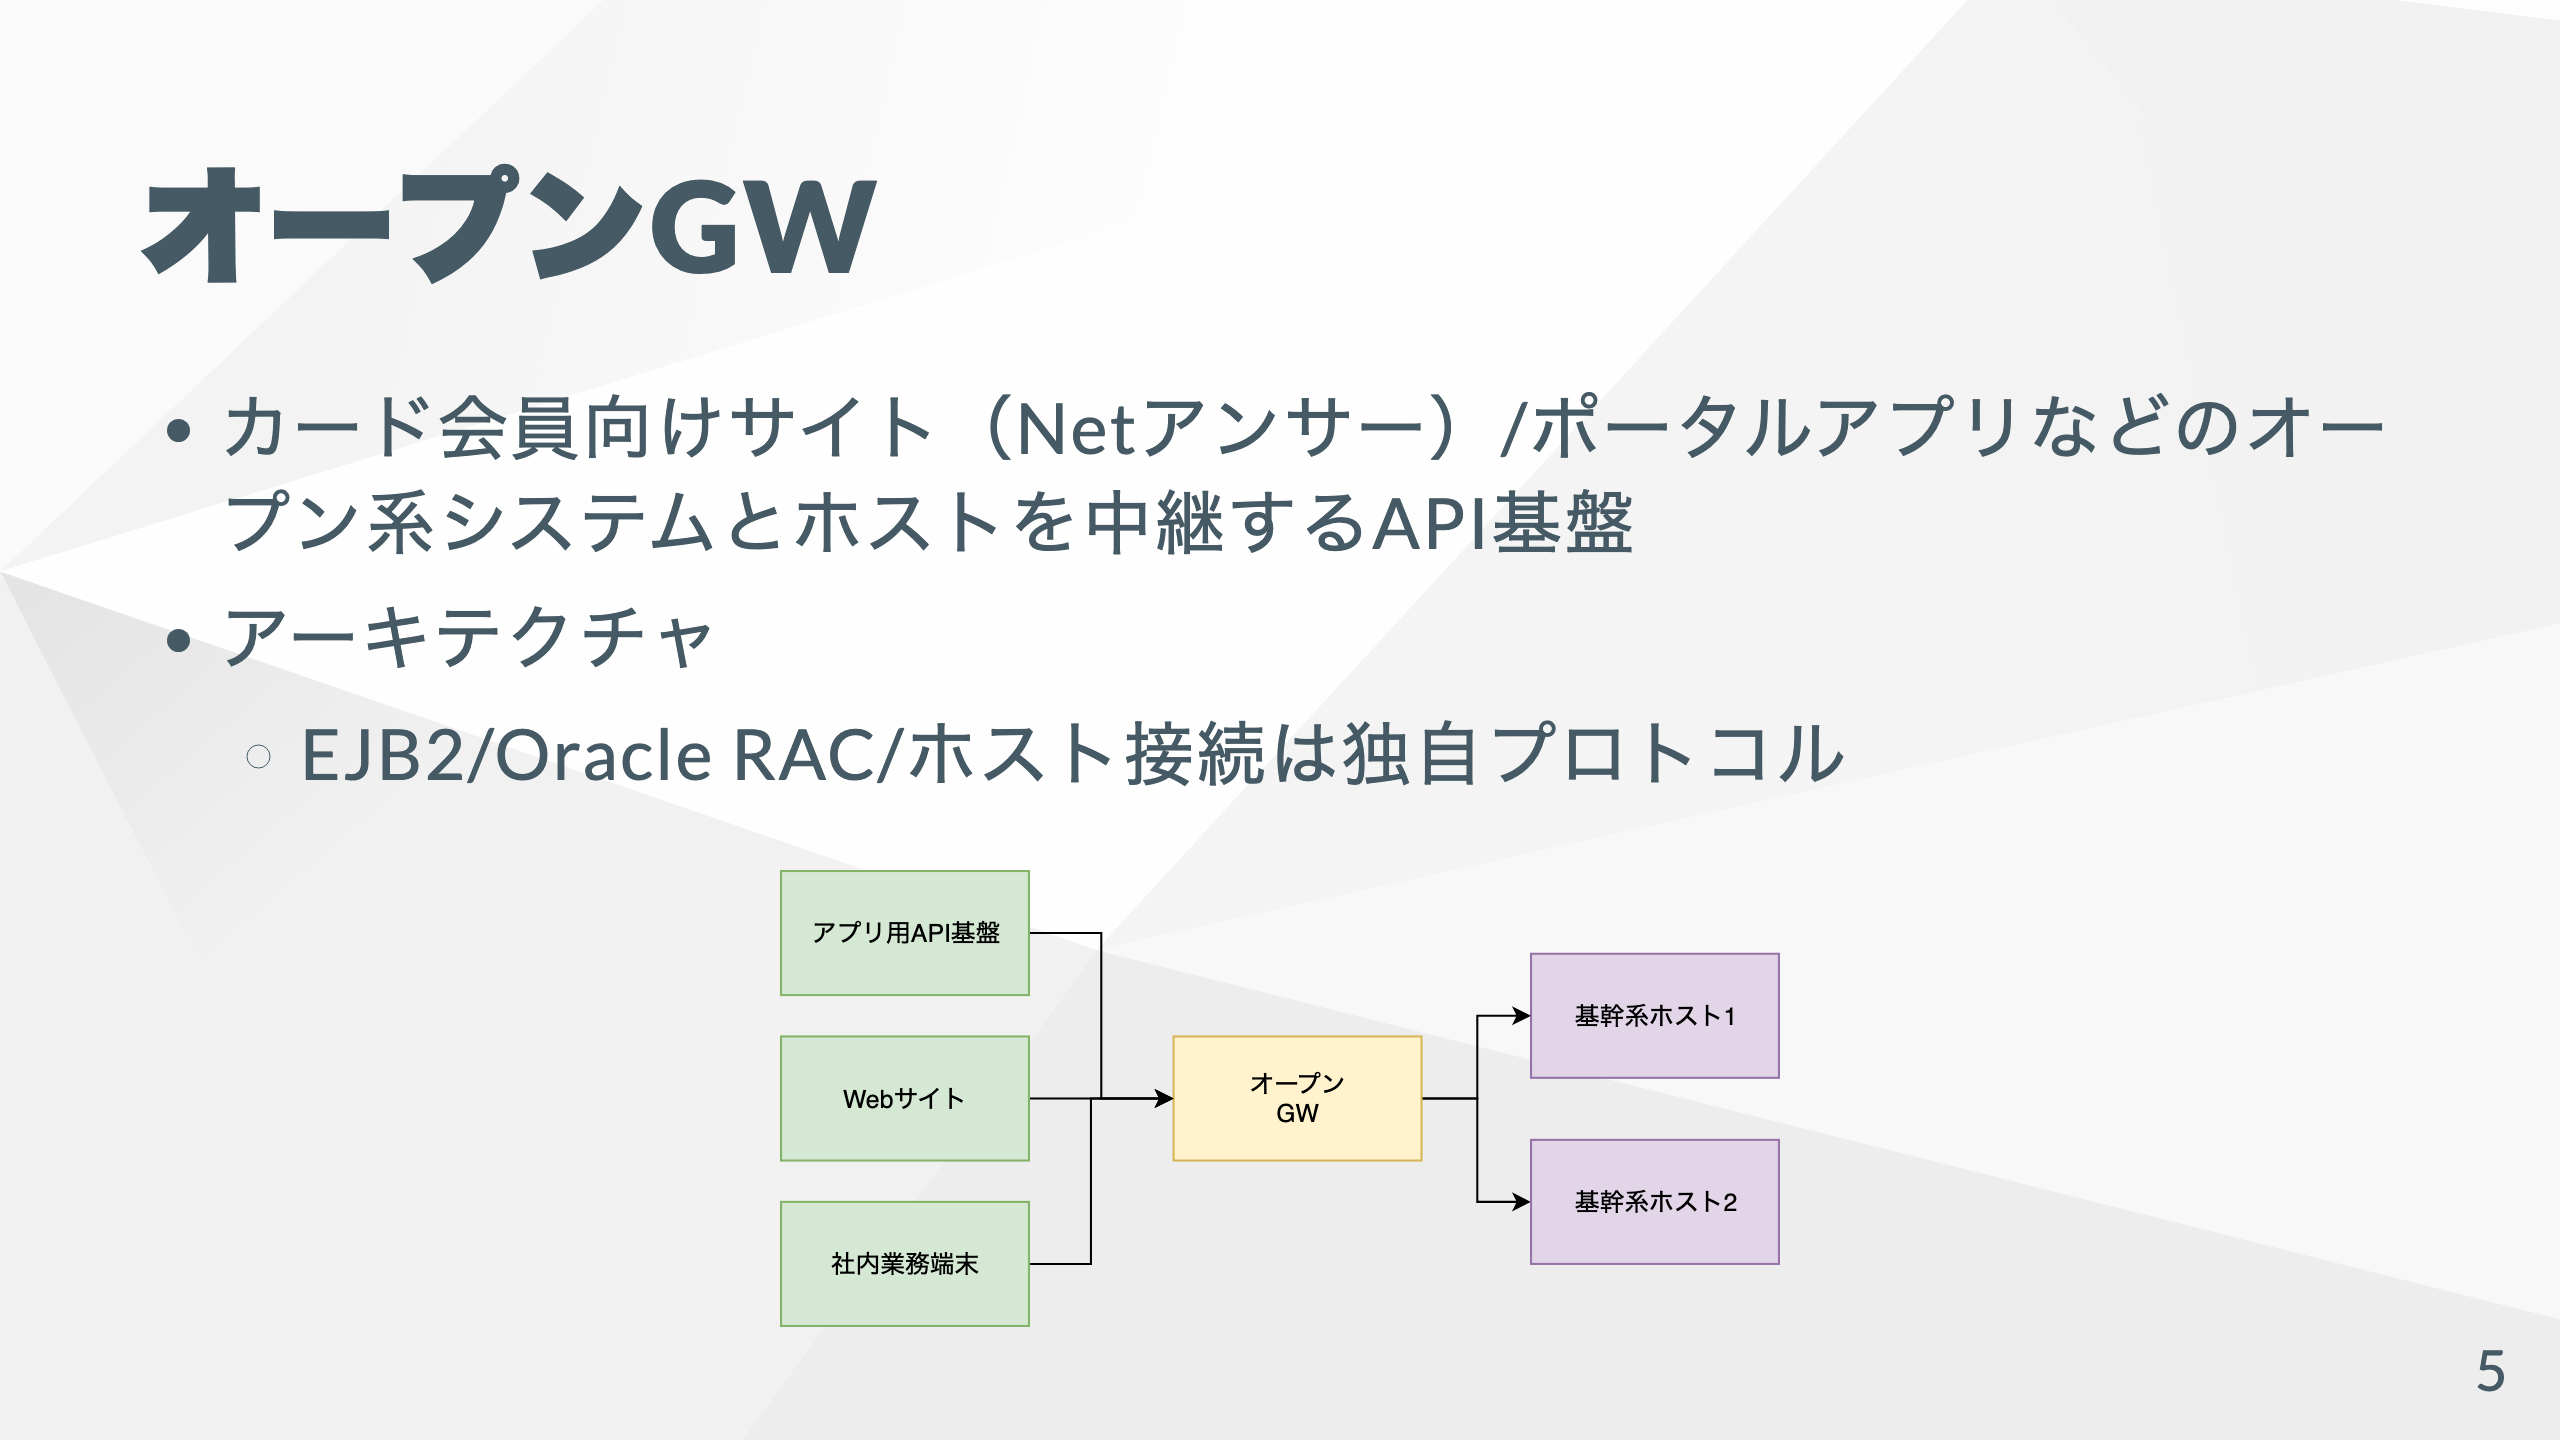 オープンGW
• カード会員向けサイト（Netアンサー）/ポータルアプリなどのオー
プン系システムとホストを中継するAPI基盤
• アーキテクチャ
○ EJB2/Oracle RAC/ホスト接続は独自プロトコル
アプリ用API基盤
Webサイト
社内業務端末
オープン
GW
基幹系ホスト1
基幹系ホスト2
5